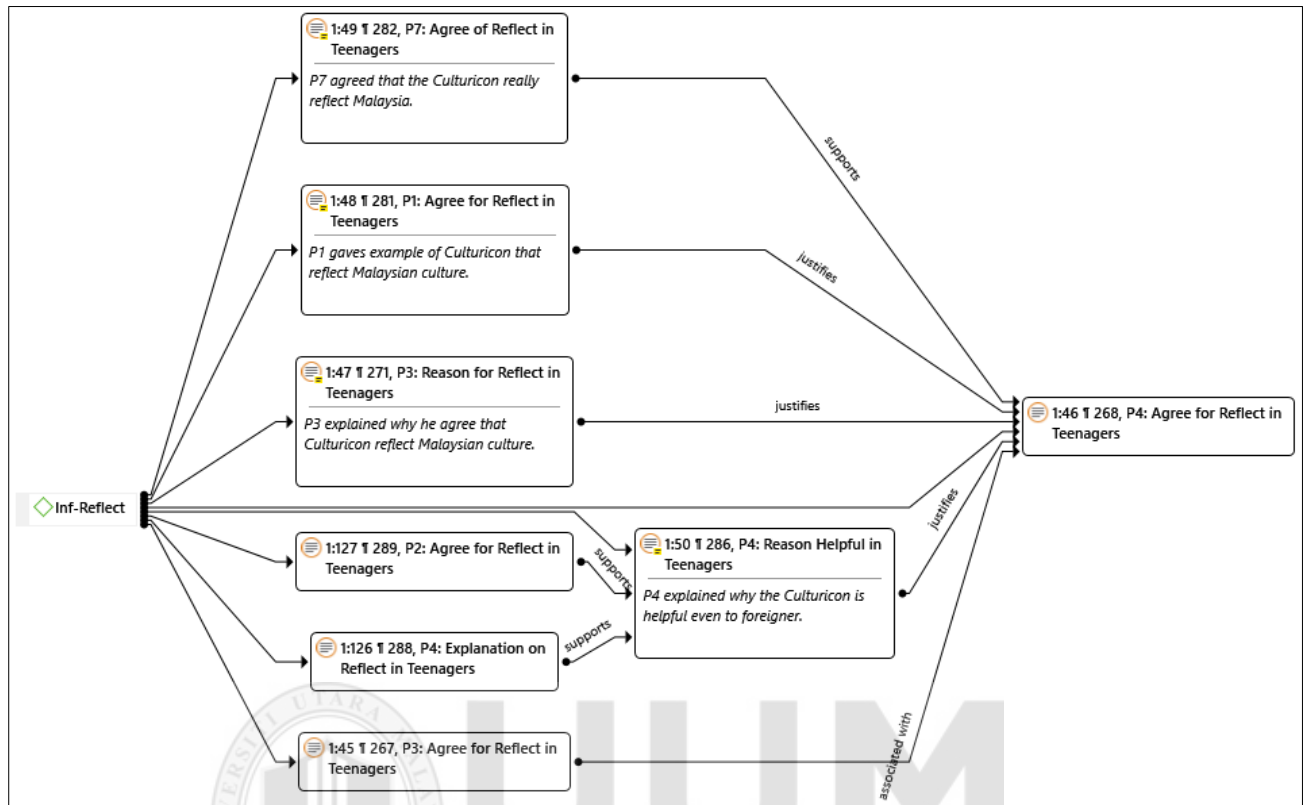 1:49 ¶ 282, P7: Agree of Reflect in
Teenagers
P7 agreed that the Culturicon really
reflect Malaysia.
supports
1:48 ¶ 281, P1: Agree for Reflect in
Teenagers
P1 gaves example of Culturicon that
reflect Malaysian culture.
justifies
1:47 ¶ 271, P3: Reason for Reflect in
Teenagers
P3 explained why he agree that
Culturicon reflect Malaysian culture.
justifies
1:46 ¶ 268, P4: Agree for Reflect in
Teenagers
Inf-Reflect
1:127 ¶ 289, P2: Agree for Reflect in
Teenagers
supports
1:50 ¶ 286, P4: Reason Helpful in
Teenagers
P4 explained why the Culturicon is
helpful even to foreigner.
justifies
1:126 ¶ 288, P4: Explanation on
Reflect in Teenagers
supports
1:45 ¶ 267, P3: Agree for Reflect in
Teenagers
associated with
UTARA
UUM